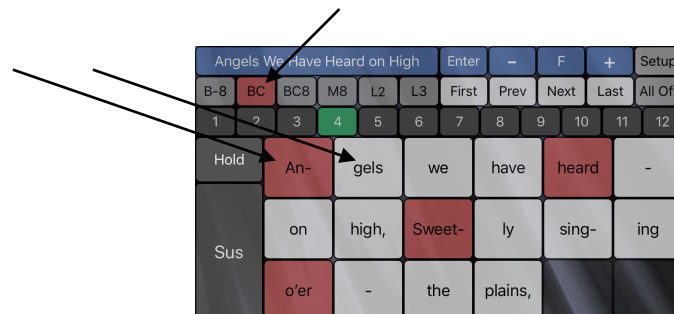 Angels We Have Heard on High Enter − F + Setup
B-8 BC BC8 M8 L2 L3 First Prev Next Last All Of
1 2 3 4 5 6 7 8 9 10 11 12
Hold An- gels we have heard -
on high, Sweet- ly sing- ing
Sus
o'er - the plains,